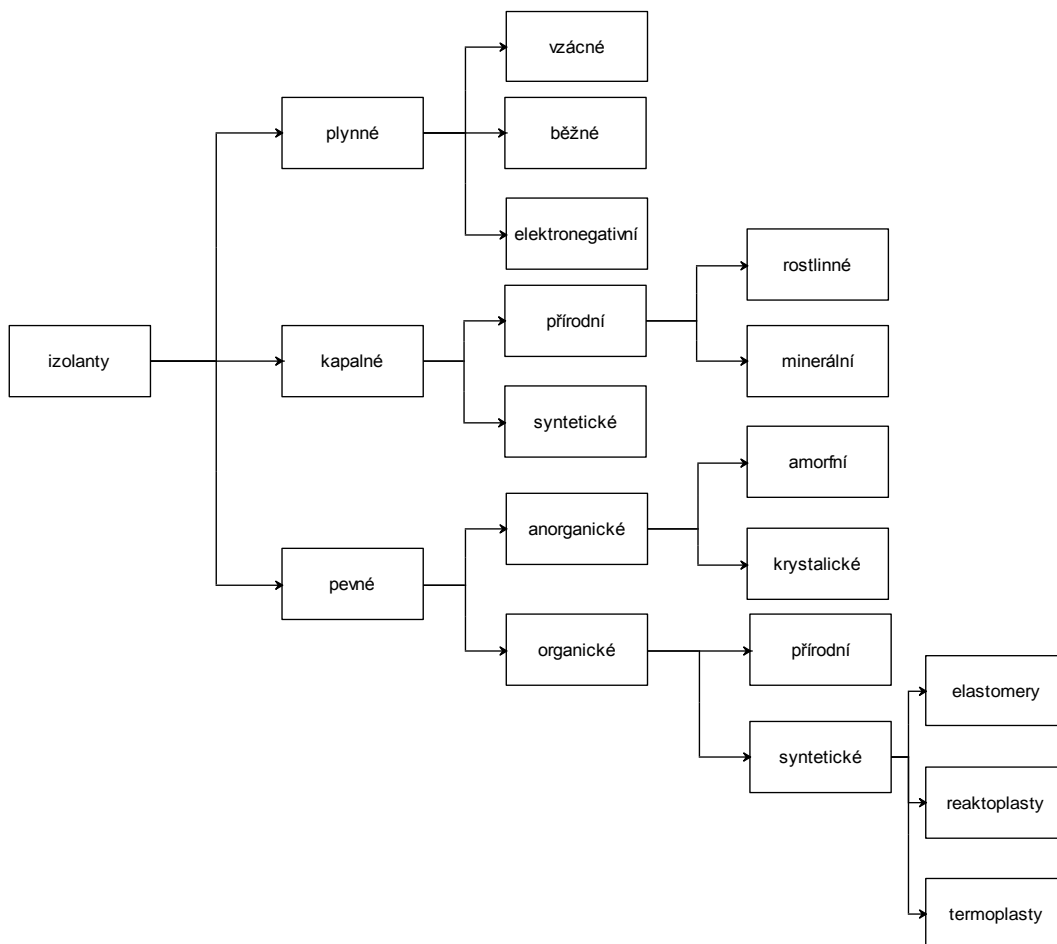 vzácné
plynné
běžné
elektronegativní
rostlinné
přírodní
izolanty
kapalné
minerální
syntetické
amorfní
anorganické
krystalické
pevné
organické
přírodní
elastomery
syntetické
reaktoplasty
termoplasty